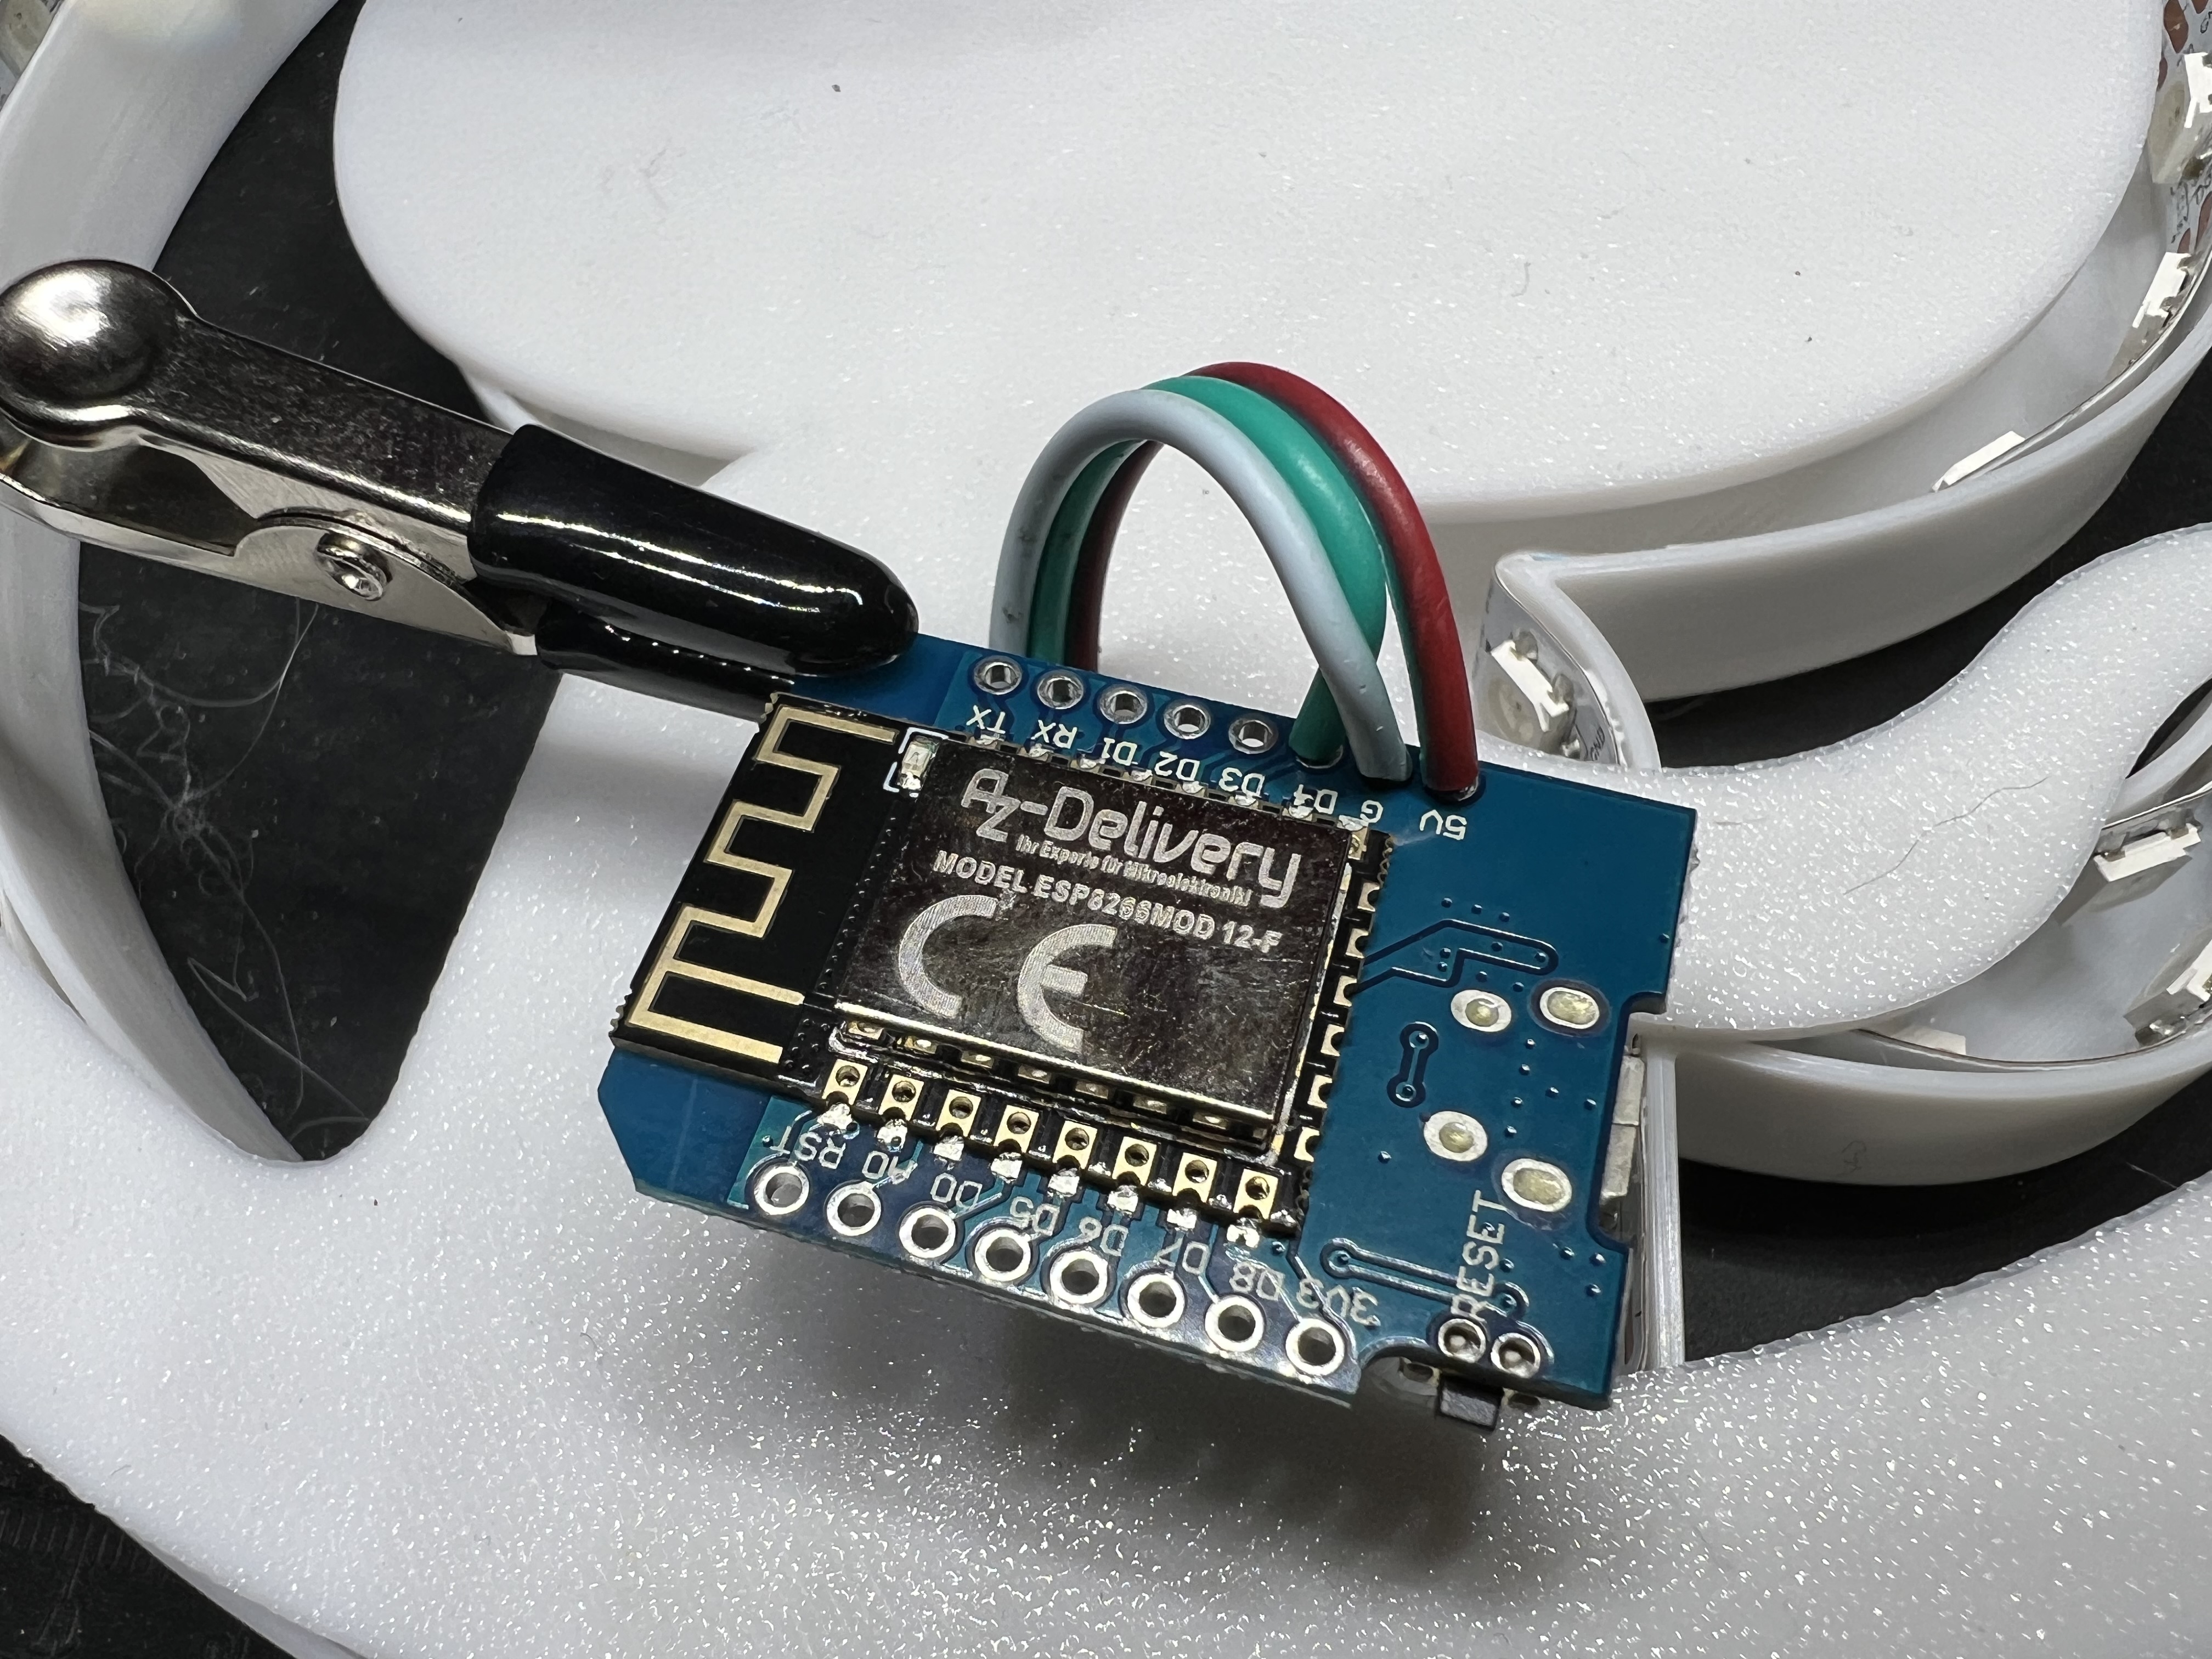 TX RX D1 D2 D3 D4 G 5V
AZ-Delivery
Ihr Experte für Mikroelektronik!
MODEL ESP8266MOD 12-F
CE
RST A0 D0 D5 D6 D7 D8 3V3
RESET
GND